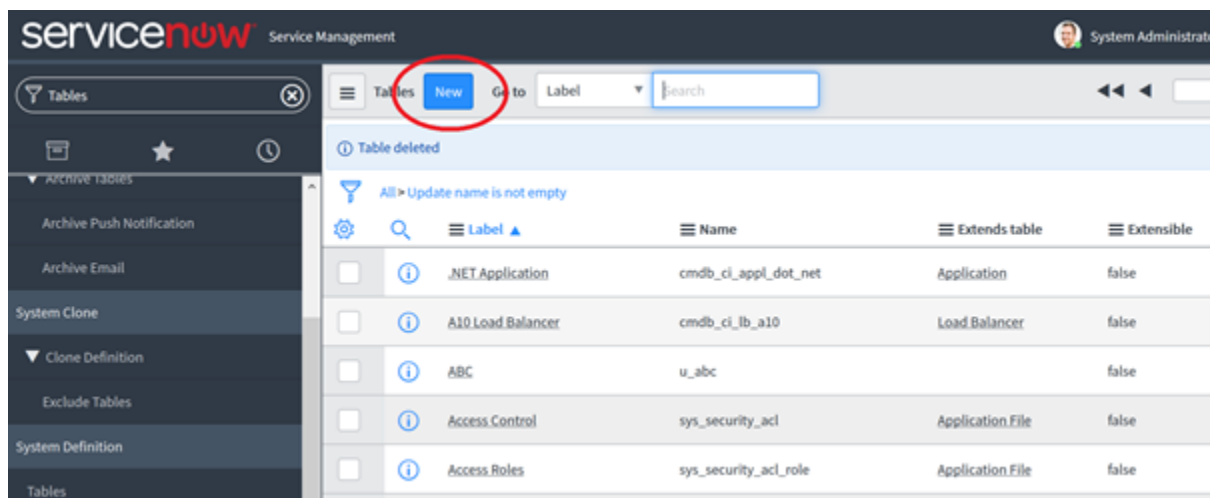 servicenow Service Management
System Administrat
Tables
Tables New Go to Label Search
Table deleted
All > Update name is not empty
Archive Tables
Archive Push Notification
Archive Email
System Clone
Clone Definition
Exclude Tables
System Definition
Tables
Label Name Extends table Extensible
.NET Application cmdb_ci_appl_dot_net Application false
A10 Load Balancer cmdb_ci_lb_a10 Load Balancer false
ABC u_abc false
Access Control sys_security_acl Application File false
Access Roles sys_security_acl_role Application File false